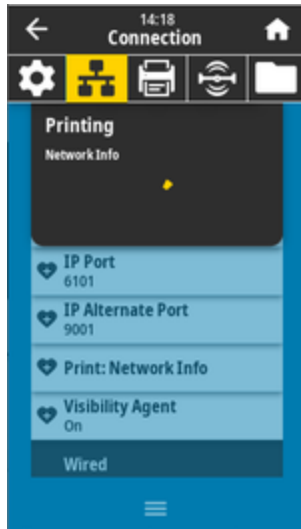 14:18
Connection
Printing
Network Info
IP Port
6101
IP Alternate Port
9001
Print: Network Info
Visibility Agent
On
Wired